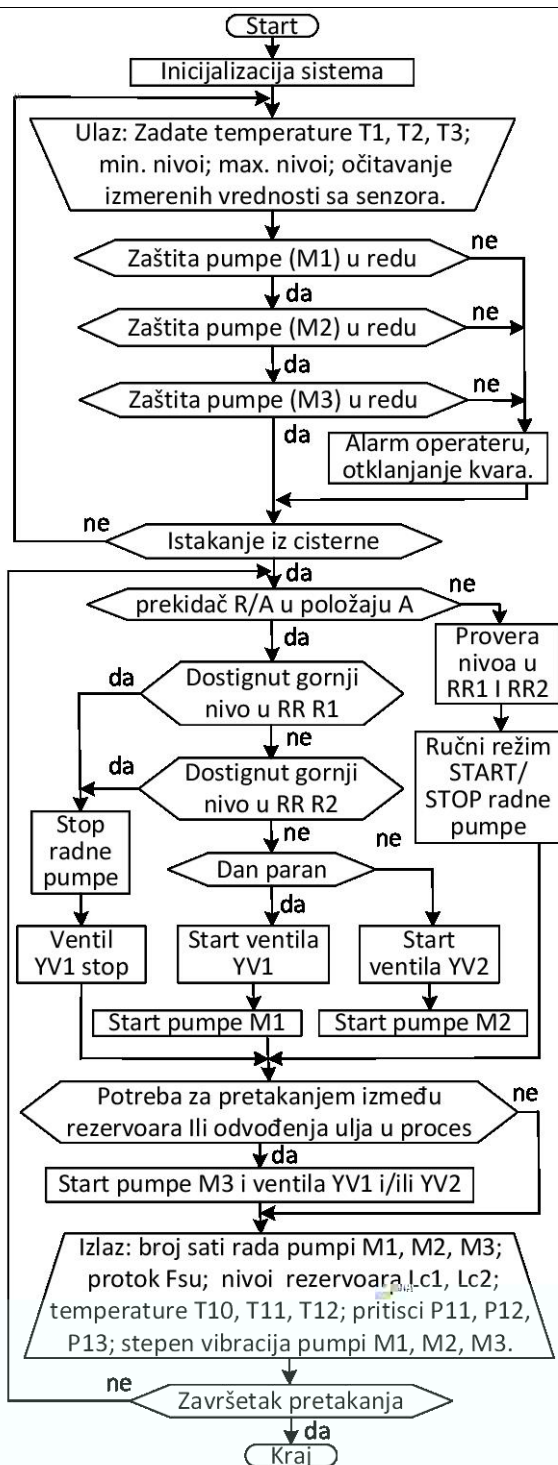 Start
Inicijalizacija sistema
Ulaz: Zadate temperature T1, T2, T3;
min. nivoi; max. nivoi; očitavanje
izmerenih vrednosti sa senzora.
ne
Zaštita pumpe (M1) u redu
da
ne
Zaštita pumpe (M2) u redu
da
ne
Zaštita pumpe (M3) u redu
da
Alarm operateru,
otklanjanje kvara.
ne
Istakanje iz cisterne
da
ne
prekidač R/A u položaju A
da
Provera
nivoa u
RR1 I RR2
da
Dostignut gornji
nivo u RR R1
ne
Ručni režim
START/
STOP radne
pumpe
da
Dostignut gornji
nivo u RR R2
ne
Stop
radne
pumpe
ne
Dan paran
da
Ventil
YV1 stop
Start ventila
YV1
Start
ventila YV2
Start pumpe M1
Start pumpe M2
Potreba za pretakanjem između
rezervoara Ili odvođenja ulja u proces
ne
da
Start pumpe M3 i ventila YV1 i/ili YV2
Izlaz: broj sati rada pumpi M1, M2, M3;
protok Fsu; nivoi rezervoara Lc1, Lc2;
temperature T10, T11, T12; pritisci P11, P12,
P13; stepen vibracija pumpi M1, M2, M3.
ne
Završetak pretakanja
da
Kraj